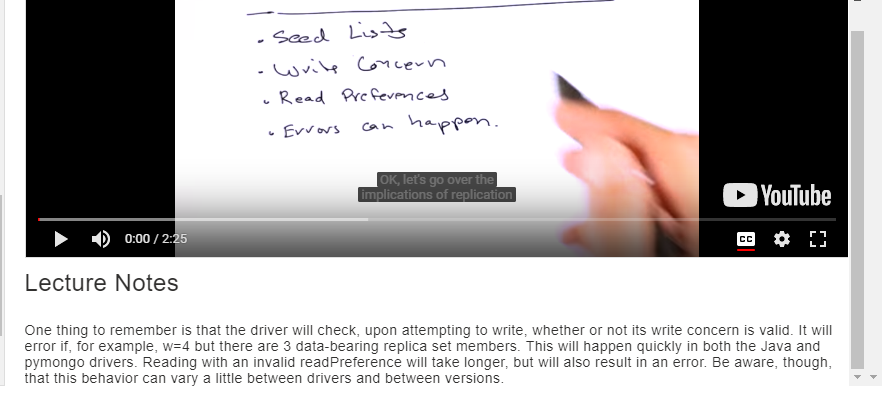 - Seed Lists
- Write Concern
• Read Preferences
• Errors can happen.
OK, let's go over the
implications of replication
YouTube
0:00 / 2:25
CC
Lecture Notes
One thing to remember is that the driver will check, upon attempting to write, whether or not its write concern is valid. It will
error if, for example, w=4 but there are 3 data-bearing replica set members. This will happen quickly in both the Java and
pymongo drivers. Reading with an invalid readPreference will take longer, but will also result in an error. Be aware, though,
that this behavior can vary a little between drivers and between versions.